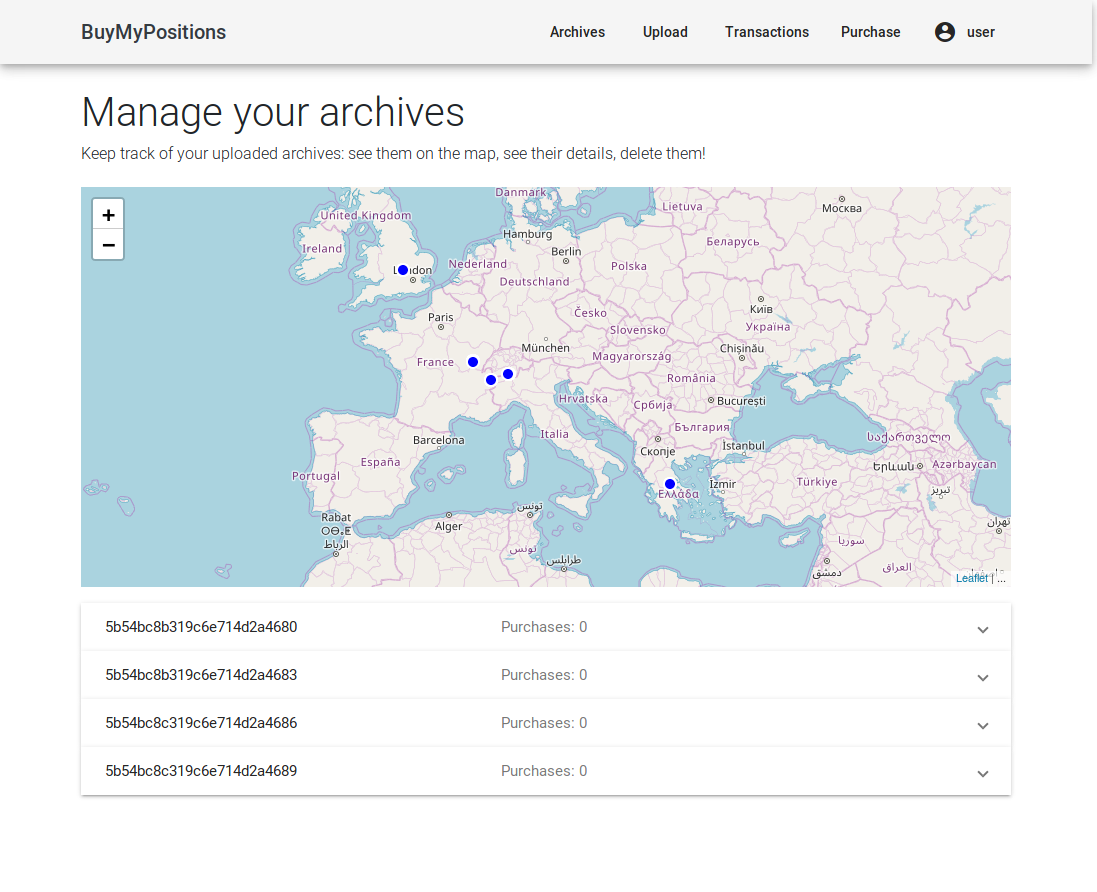 BuyMyPositions
Archives
Upload
Transactions
Purchase
user
Manage your archives
Keep track of your uploaded archives: see them on the map, see their details, delete them!
+
−
Danmark
Lietuva
Москва
United Kingdom
Hamburg
Беларусь
Ireland
Berlin
Nederland
Polska
Deutschland
Київ
Paris
Česko
Україна
Slovensko
München
Chișinău
France
Magyarország
România
Hrvatska
Србија
București
България
Italia
Barcelona
საქართველო
İstanbul
Скопје
España
Երևան
Azərbaycan
Portugal
Türkiye
İzmir
Ελλάδα
تبریز
تونس
Rabat
Alger
ⵔⴱⴰⵟ
الرباط
تهران
سوريا
تونس
طرابلس
العراق
دمشق
Leaflet | ...
5b54bc8b319c6e714d2a4680
Purchases: 0
5b54bc8b319c6e714d2a4683
Purchases: 0
5b54bc8c319c6e714d2a4686
Purchases: 0
5b54bc8c319c6e714d2a4689
Purchases: 0